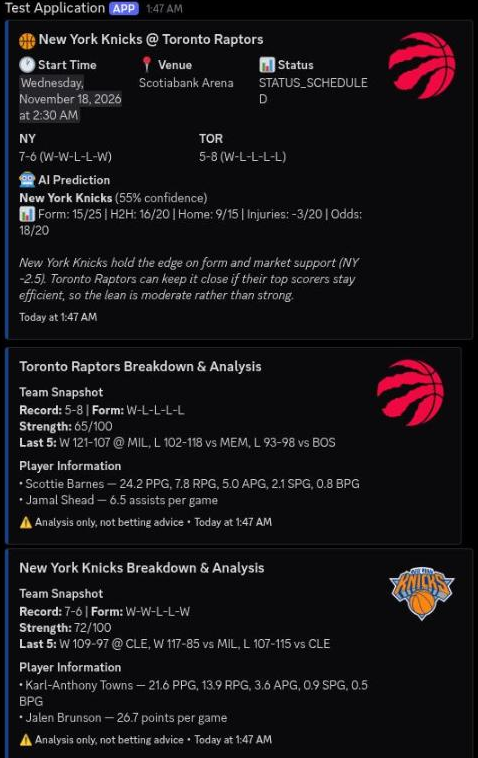 Test Application APP 1:47 AM
🏀 New York Knicks @ Toronto Raptors
🕐 Start Time
Wednesday,
November 18, 2026
at 2:30 AM
📍 Venue
Scotiabank Arena
📊 Status
STATUS_SCHEDULE
D
NY
7-6 (W-W-L-L-W)
TOR
5-8 (W-L-L-L-L)
🤖 AI Prediction
New York Knicks (55% confidence)
📊 Form: 15/25 | H2H: 16/20 | Home: 9/15 | Injuries: -3/20 | Odds:
18/20
New York Knicks hold the edge on form and market support (NY
-2.5). Toronto Raptors can keep it close if their top scorers stay
efficient, so the lean is moderate rather than strong.
Today at 1:47 AM
Toronto Raptors Breakdown & Analysis
Team Snapshot
Record: 5-8 | Form: W-L-L-L-L
Strength: 65/100
Last 5: W 121-107 @ MIL, L 102-118 vs MEM, L 93-98 vs BOS
Player Information
• Scottie Barnes — 24.2 PPG, 7.8 RPG, 5.0 APG, 2.1 SPG, 0.8 BPG
• Jamal Shead — 6.5 assists per game
⚠️ Analysis only, not betting advice • Today at 1:47 AM
New York Knicks Breakdown & Analysis
NEW YORK
KNICKS
Team Snapshot
Record: 7-6 | Form: W-W-L-L-W
Strength: 72/100
Last 5: W 109-97 @ CLE, W 117-85 vs MIL, L 107-115 vs CLE
Player Information
• Karl-Anthony Towns — 21.6 PPG, 13.9 RPG, 3.6 APG, 0.9 SPG, 0.5
BPG
• Jalen Brunson — 26.7 points per game
⚠️ Analysis only, not betting advice • Today at 1:47 AM